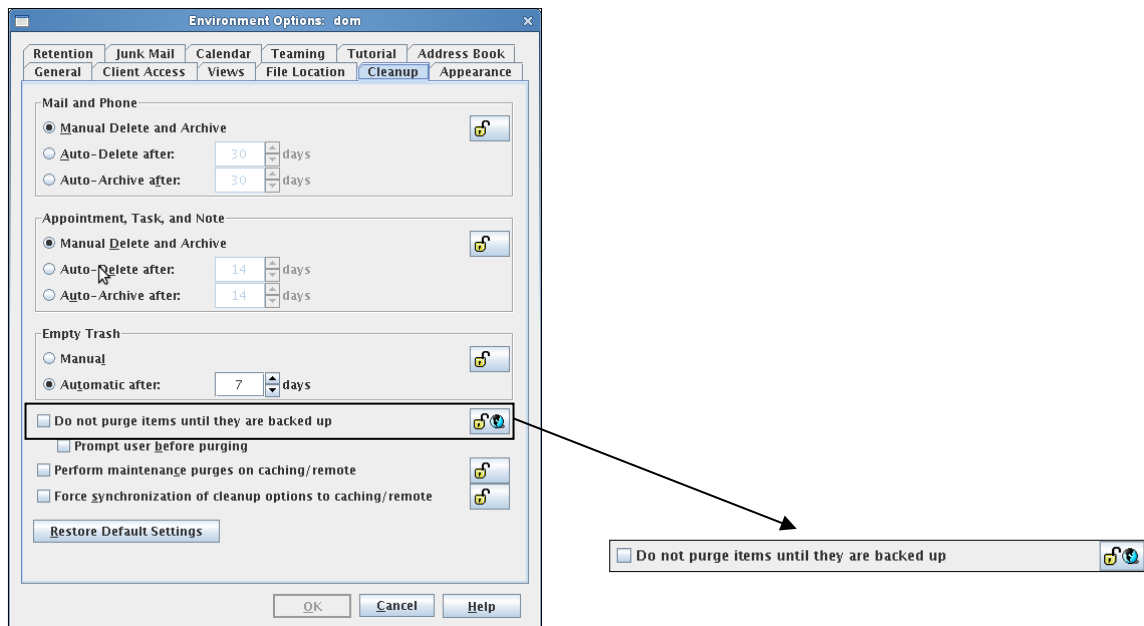 Environment Options: dom
Retention Junk Mail Calendar Teaming Tutorial Address Book
General Client Access Views File Location Cleanup Appearance
Mail and Phone
Manual Delete and Archive
Auto-Delete after: 30 days
Auto-Archive after: 30 days
Appointment, Task, and Note
Manual Delete and Archive
Auto-Delete after: 14 days
Auto-Archive after: 14 days
Empty Trash
Manual
Automatic after: 7 days
Do not purge items until they are backed up
Prompt user before purging
Perform maintenance purges on caching/remote
Force synchronization of cleanup options to caching/remote
Restore Default Settings
Do not purge items until they are backed up
OK Cancel Help